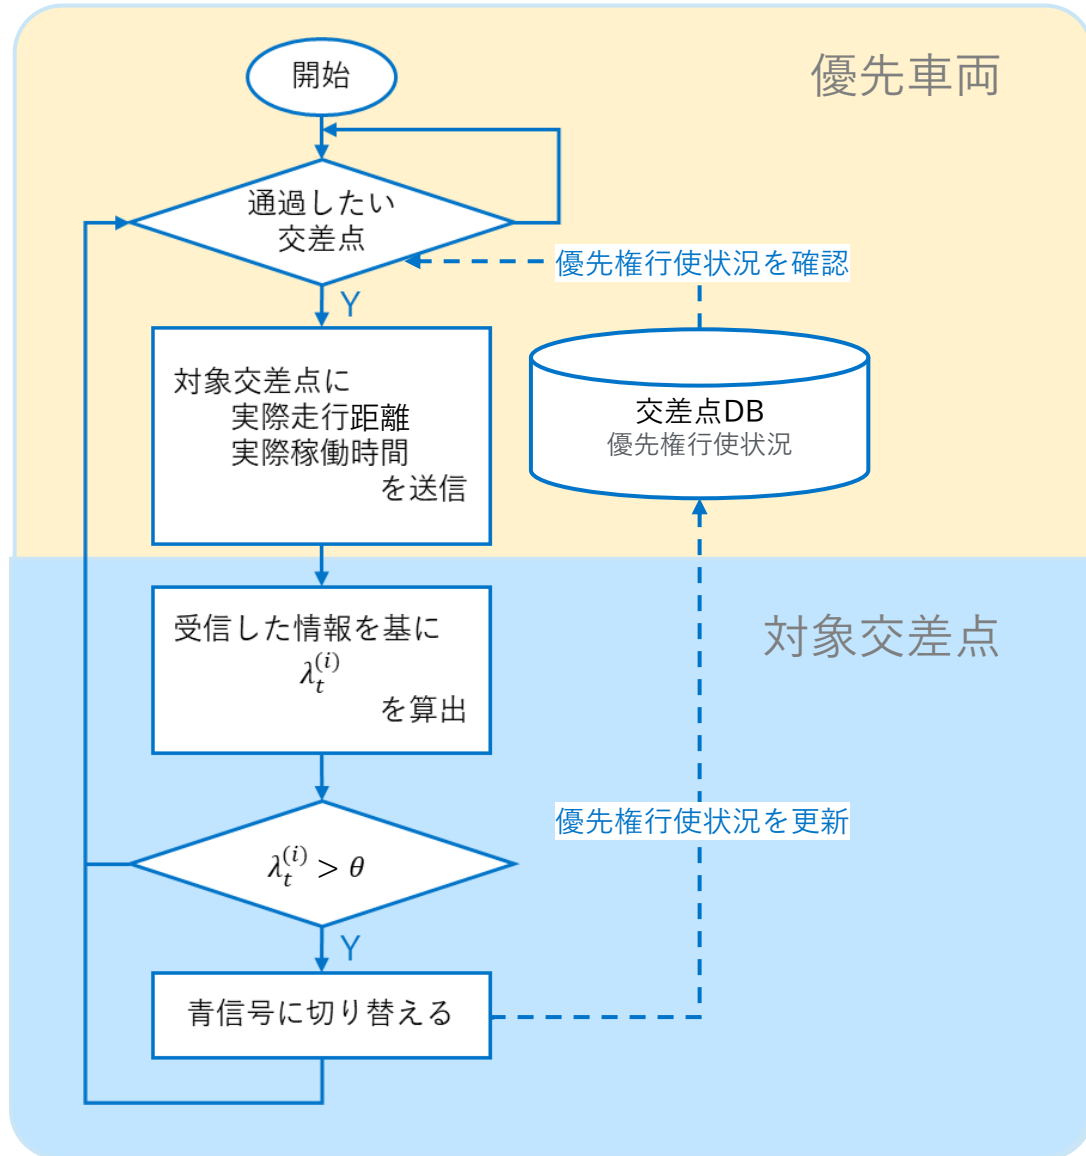 開始
優先車両
通過したい
交差点
優先権行使状況を確認
Y
対象交差点に
実際走行距離
実際稼働時間
を送信
交差点DB
優先権行使状況
対象交差点
受信した情報を基に
λ_t^(i)
を算出
優先権行使状況を更新
λ_t^(i) > θ
Y
青信号に切り替える